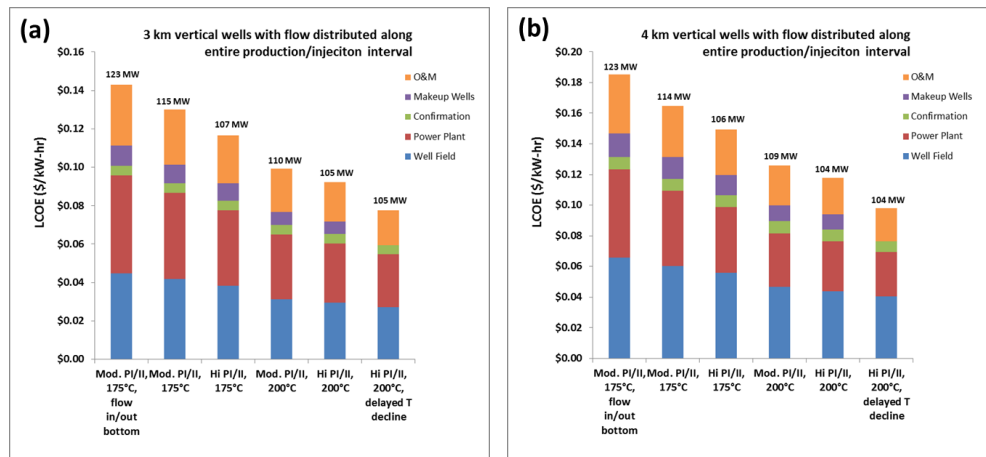 (a)
3 km vertical wells with flow distributed along
entire production/injeciton interval
$0.16
$0.14
$0.12
$0.10
$0.08
$0.06
$0.04
$0.02
$0.00
LCOE ($/kW-hr)
123 MW
115 MW
107 MW
110 MW
105 MW
105 MW
O&M
Makeup Wells
Confirmation
Power Plant
Well Field
Mod. PI/II,
175°C,
flow
in/out
bottom
Mod. PI/II,
175°C
Hi PI/II,
175°C
Mod. PI/II,
200°C
Hi PI/II,
200°C
Hi PI/II,
200°C,
delayed T
decline
(b)
4 km vertical wells with flow distributed along
entire production/injeciton interval
$0.20
$0.18
$0.16
$0.14
$0.12
$0.10
$0.08
$0.06
$0.04
$0.02
$0.00
LCOE ($/kW-hr)
123 MW
114 MW
106 MW
109 MW
104 MW
104 MW
O&M
Makeup Wells
Confirmation
Power Plant
Well Field
Mod. PI/II,
175°C,
flow
in/out
bottom
Mod. PI/II,
175°C
Hi PI/II,
175°C
Mod. PI/II,
200°C
Hi PI/II,
200°C
Hi PI/II,
200°C,
delayed T
decline